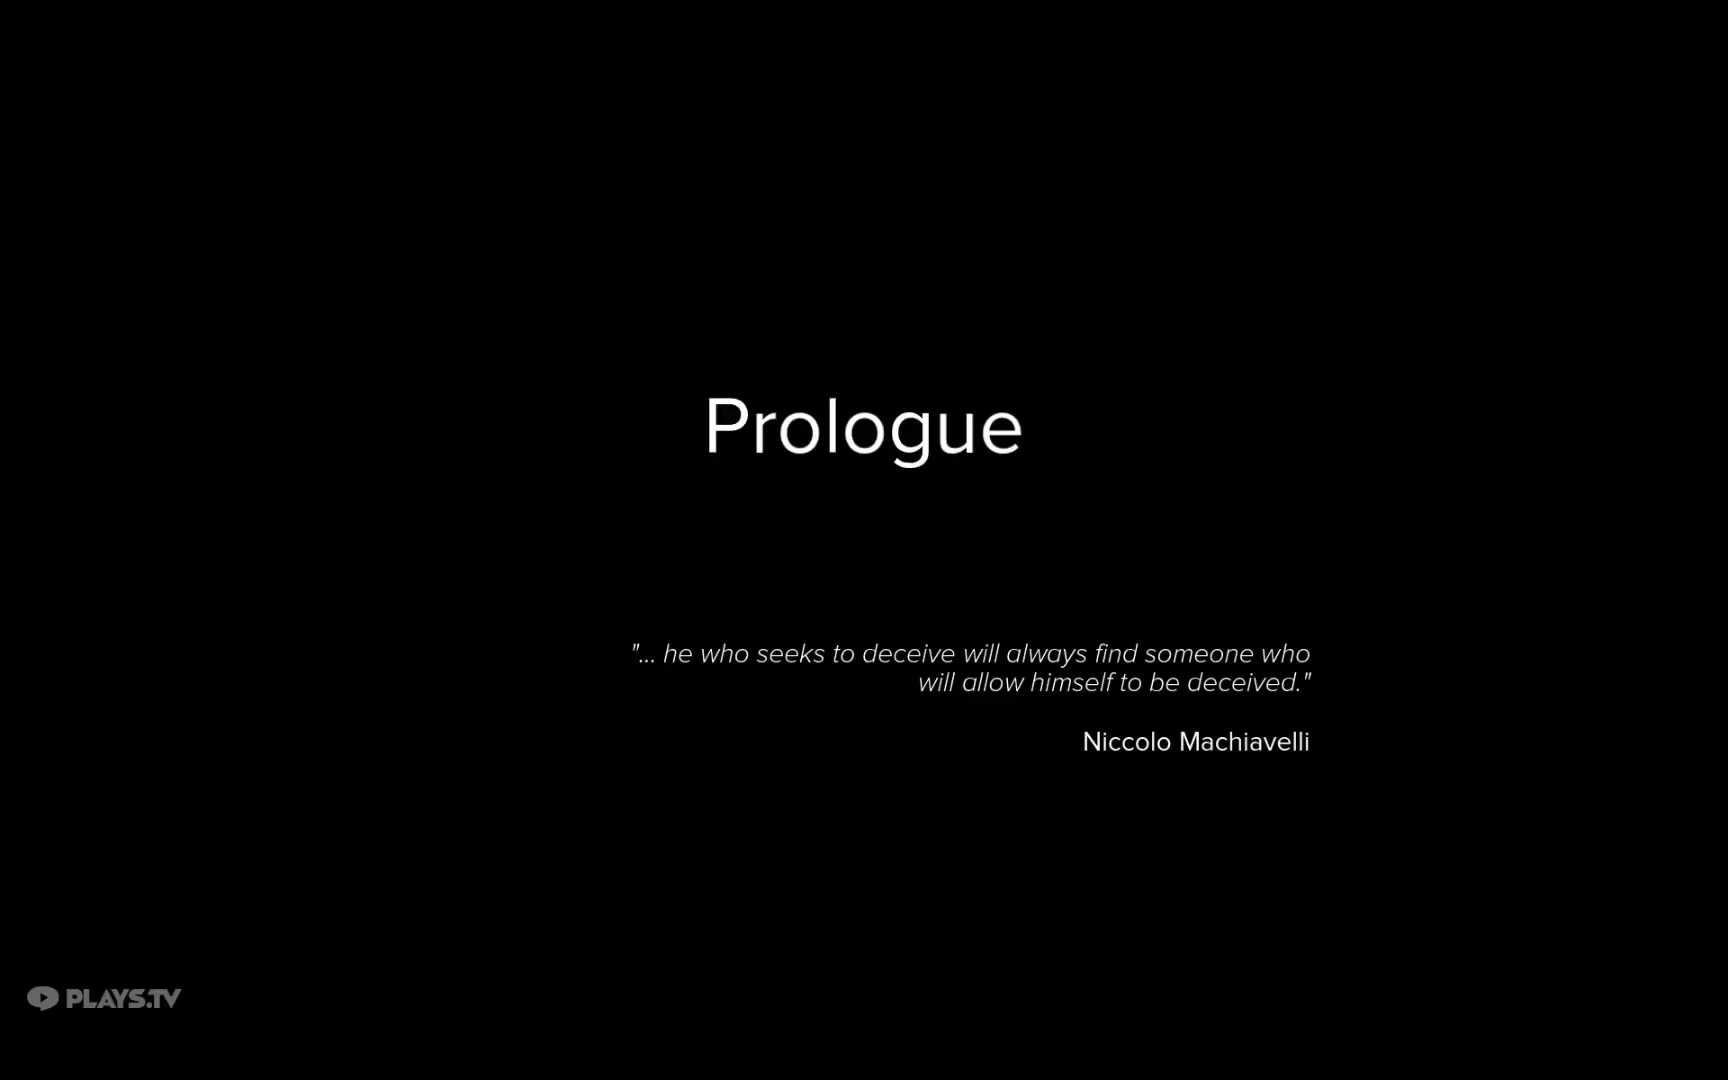 Prologue
"... he who seeks to deceive will always find someone who
will allow himself to be deceived."
Niccolo Machiavelli
PLAYS.TV